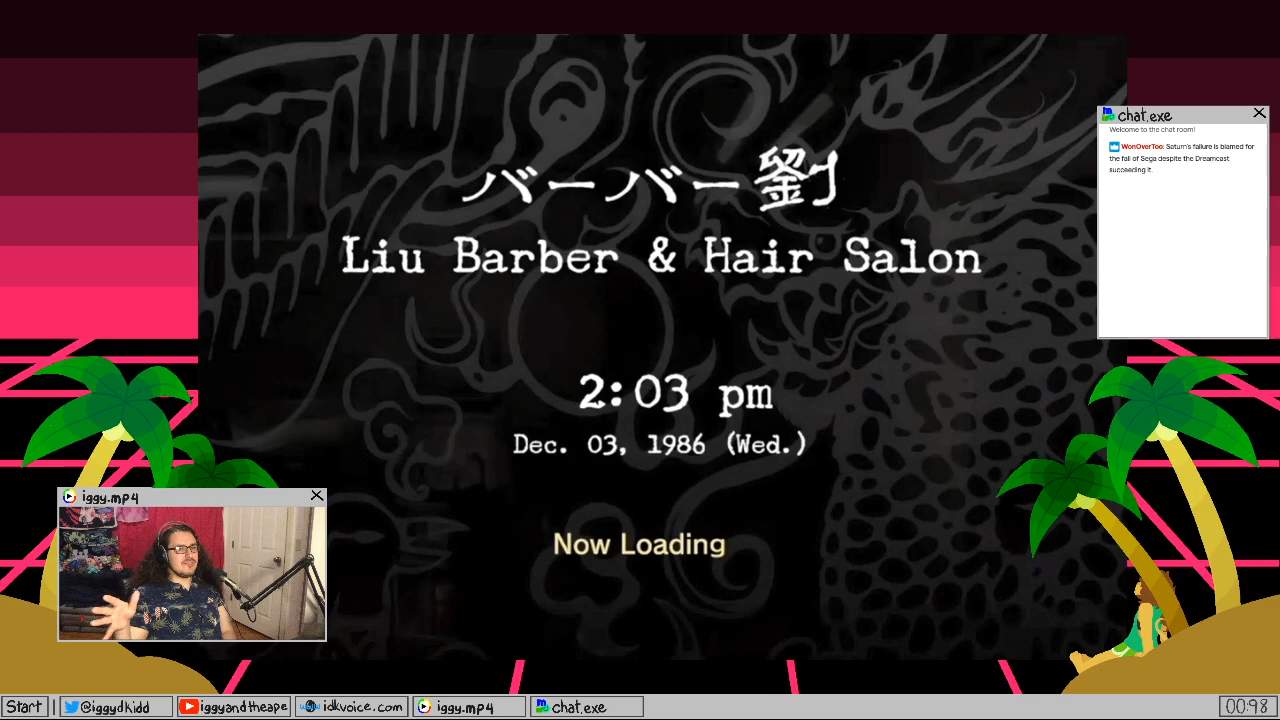 バーバー劉
Liu Barber & Hair Salon
2:03 pm
Dec. 03, 1986 (Wed.)
Now Loading
chat.exe
Welcome to the chat room!
WonOverToo: Saturn's failure is blamed for
the fall of Sega despite the Dreamcast
succeeding it.
iggy.mp4
Start
@iggydkidd
iggyandtheape
www idkvoice.com
iggy.mp4
chat.exe
00:98